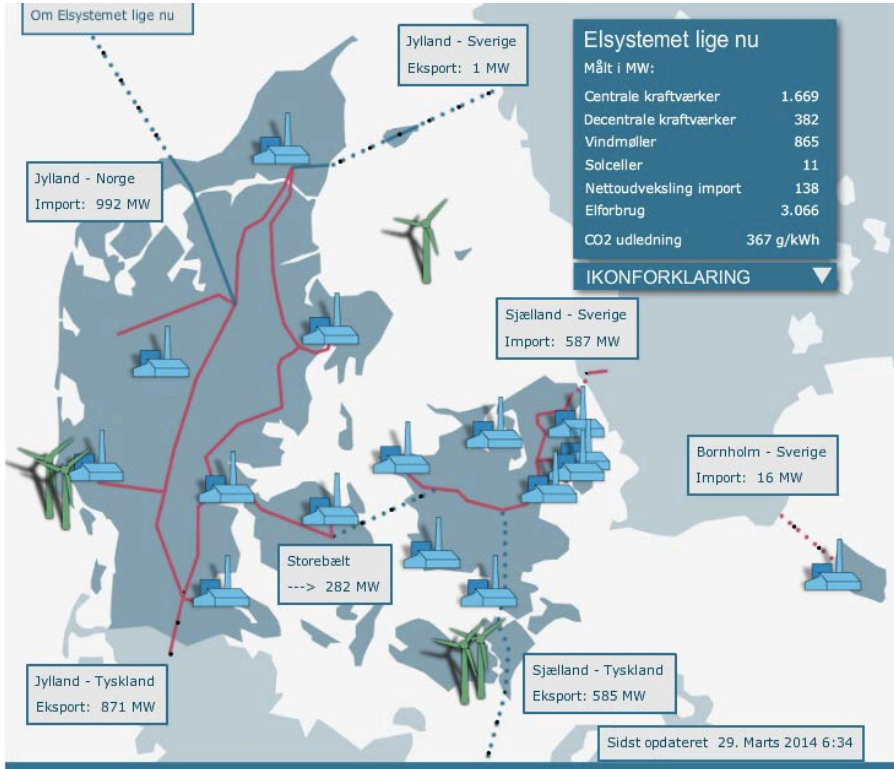 Om Elsystemet lige nu
Jylland - Sverige
Eksport: 1 MW
Elsystemet lige nu
Målt i MW:
Centrale kraftværker 1.669
Decentrale kraftværker 382
Vindmøller 865
Solceller 11
Nettoudveksling import 138
Elforbrug 3.066
CO2 udledning 367 g/kWh
IKONFORKLARING
Jylland - Norge
Import: 992 MW
Sjælland - Sverige
Import: 587 MW
Bornholm - Sverige
Import: 16 MW
Storebælt
---> 282 MW
Jylland - Tyskland
Eksport: 871 MW
Sjælland - Tyskland
Eksport: 585 MW
Sidst opdateret 29. Marts 2014 6:34